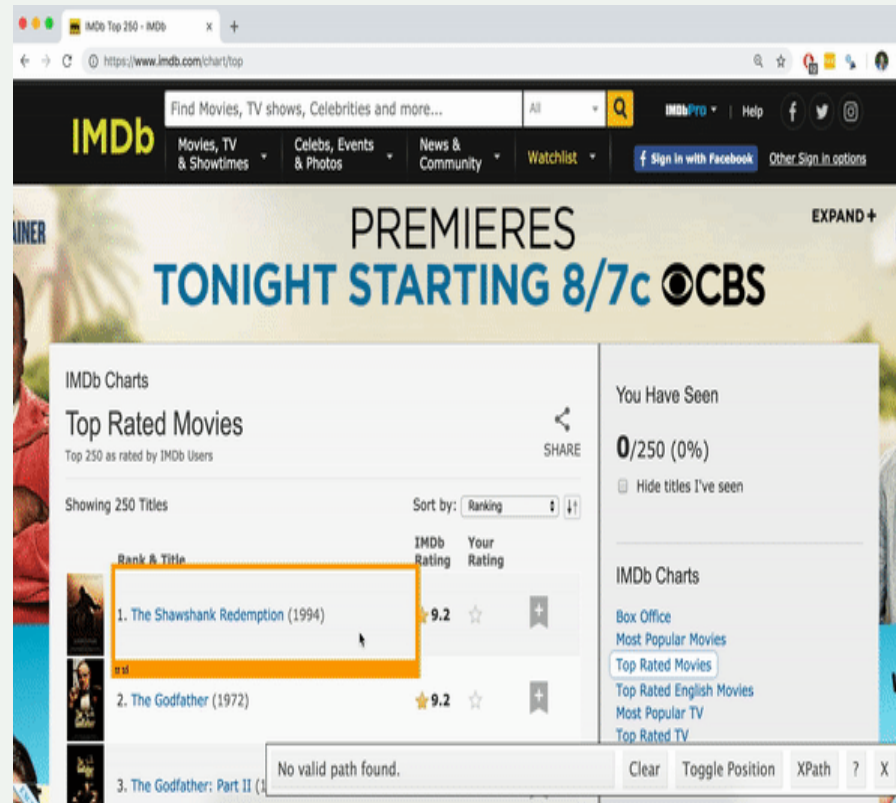 IMDb Top 250 - IMDb x +
https://www.imdb.com/chart/top
IMDb
Find Movies, TV shows, Celebrities and more... All
IMDbPro | Help
Movies, TV & Showtimes
Celebs, Events & Photos
News & Community
Watchlist
Sign in with Facebook
Other Sign in options
AINER
PREMIERES
EXPAND +
TONIGHT STARTING 8/7c CBS
IMDb Charts
Top Rated Movies
Top 250 as rated by IMDb Users
SHARE
Showing 250 Titles
Sort by: Ranking
Rank & Title
IMDb Rating
Your Rating
1. The Shawshank Redemption (1994) 9.2
2. The Godfather (1972) 9.2
3. The Godfather: Part II (1
You Have Seen
0/250 (0%)
Hide titles I've seen
IMDb Charts
Box Office
Most Popular Movies
Top Rated Movies
Top Rated English Movies
Most Popular TV
Top Rated TV
No valid path found.
Clear Toggle Position XPath ? X